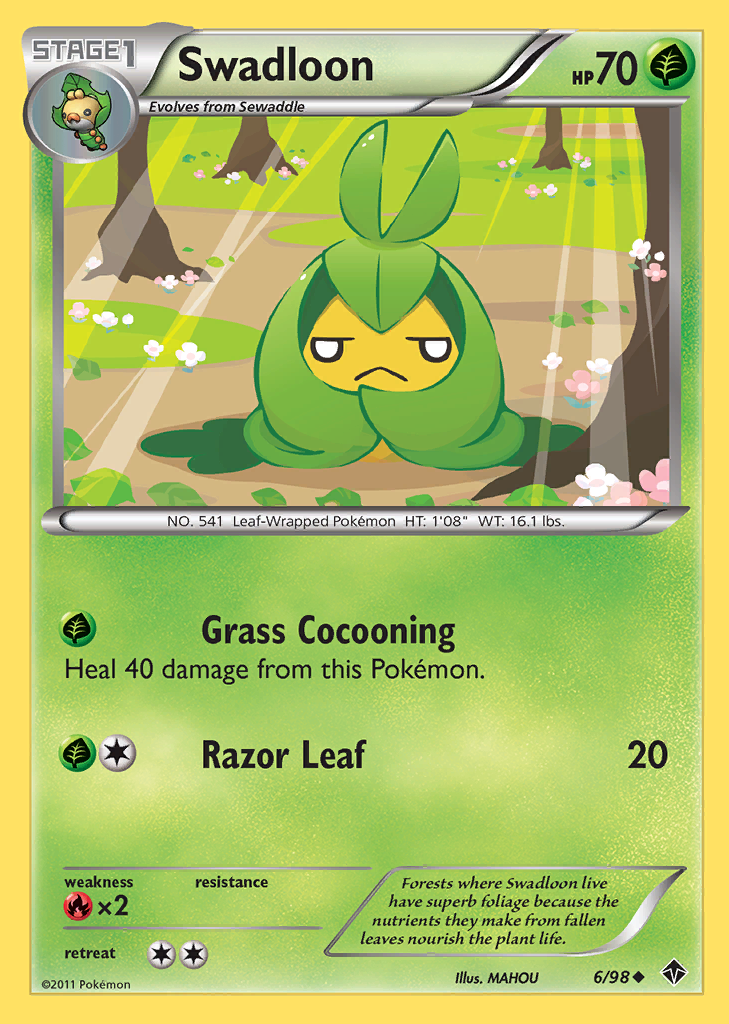 STAGE1
Swadloon
HP70
Evolves from Sewaddle
NO. 541 Leaf-Wrapped Pokémon HT: 1'08" WT: 16.1 lbs.
Grass Cocooning
Heal 40 damage from this Pokémon.
Razor Leaf 20
weakness resistance
×2
retreat
Forests where Swadloon live
have superb foliage because the
nutrients they make from fallen
leaves nourish the plant life.
©2011 Pokémon
Illus. MAHOU
6/98